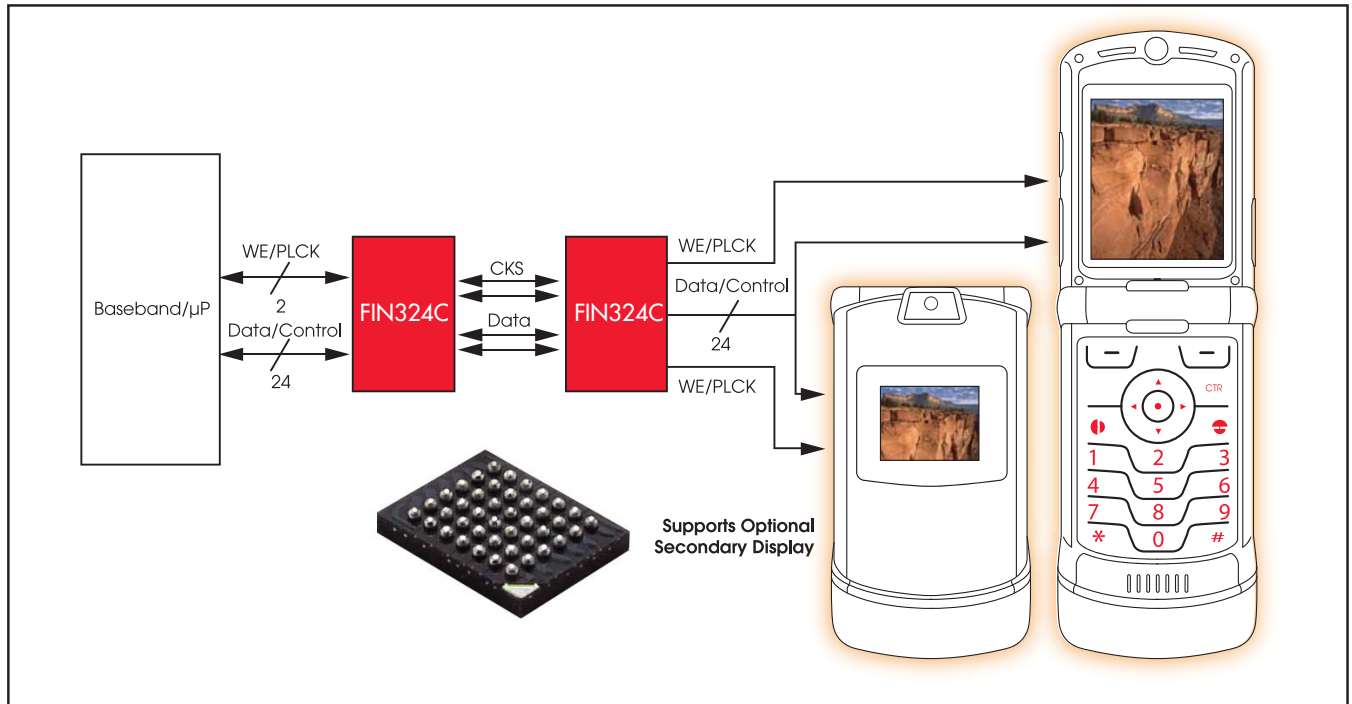 Baseband/µP
WE/PLCK
2
Data/Control
24
FIN324C
CKS
Data
FIN324C
WE/PLCK
Data/Control
24
WE/PLCK
Supports Optional
Secondary Display
CTR
1 2 3
4 5 6
7 8 9
* 0 #